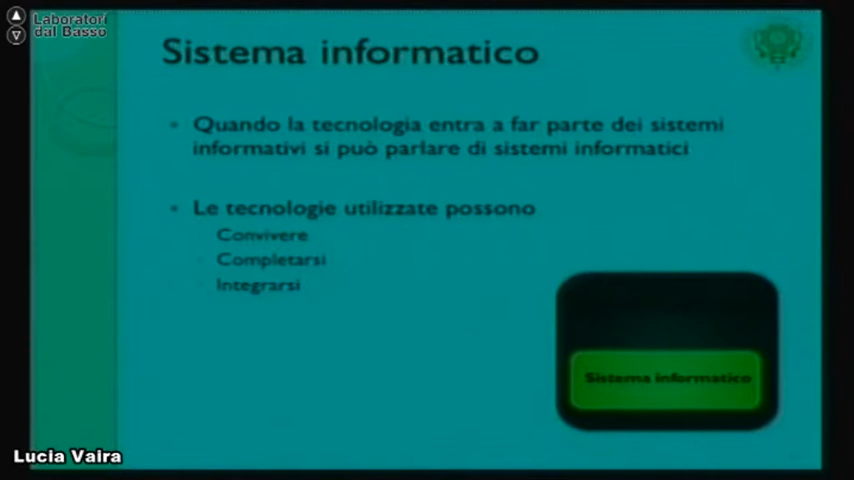 Laboratori
dal Basso
Sistema informatico
Quando la tecnologia entra a far parte dei sistemi
informativi si può parlare di sistemi informatici
Le tecnologie utilizzate possono
Convivere
Completarsi
Integrarsi
Sistema informatico
Lucia Vaira